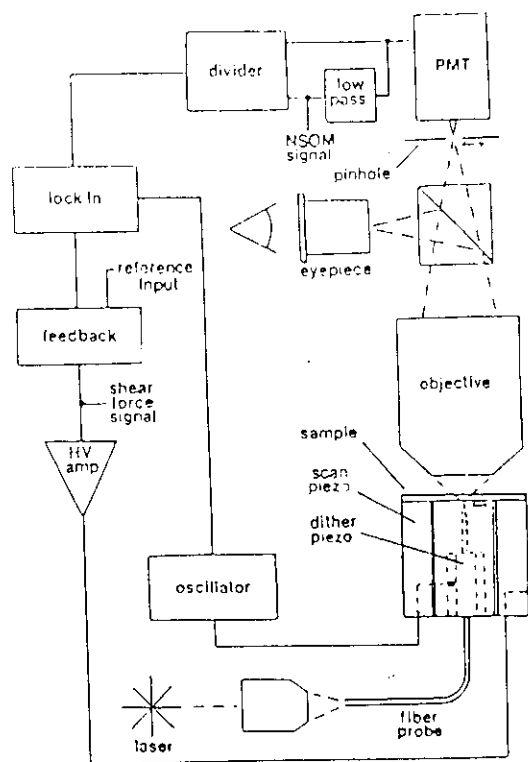 divider
low
pass
PMT
NSOM
signal
pinhole
lock In
eyepiece
reference
Input
feedback
objective
shear
force
signal
sample
HV
amp
scan
piezo
dither
piezo
oscillator
laser
fiber
probe